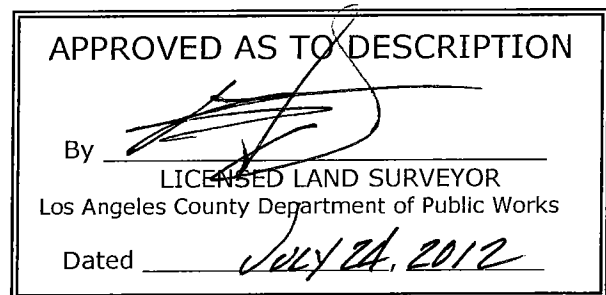 APPROVED AS TO DESCRIPTION
By
LICENSED LAND SURVEYOR
Los Angeles County Department of Public Works
Dated JULY 24, 2012